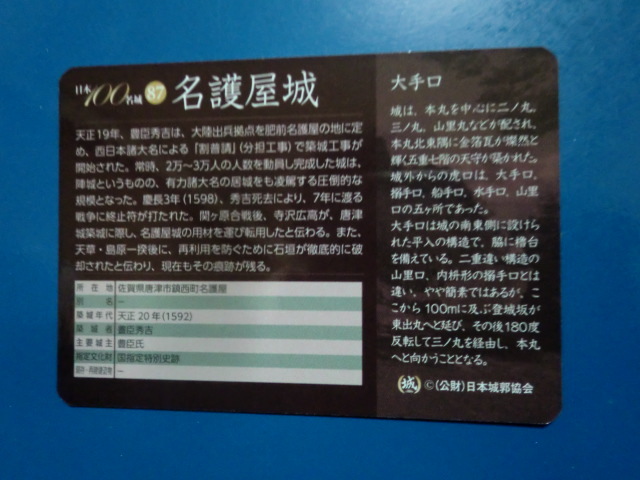 日本100名城 87 名護屋城
天正19年、豊臣秀吉は、大陸出兵拠点を肥前名護屋の地に定
め、西日本諸大名による「割普請」(分担工事)で築城工事が
開始された。常時、2万〜3万人の人数を動員し完成した城は、
陣城というものの、有力諸大名の居城をも凌駕する圧倒的な
規模となった。慶長3年(1598)、秀吉死去により、7年に渡る
戦争に終止符が打たれた。関ヶ原合戦後、寺沢広高が、唐津
城築城に際し、名護屋城の用材を運び転用したと伝わる。また、
天草・島原一揆後に、再利用を防ぐために石垣が徹底的に破
却されたと伝わり、現在もその痕跡が残る。
所在地 佐賀県唐津市鎮西町名護屋
別名 −
築城年代 天正20年(1592)
築城者 豊臣秀吉
主要城主 豊臣氏
指定文化財 国指定特別史跡
−
大手口
城は、本丸を中心に二ノ丸、
三ノ丸、山里丸などが配され、
本丸北東隅に金箔瓦が燦然と
輝く五重七階の天守が築かれた。
城外からの虎口は、大手口、
搦手口、船手口、水手口、山里
口の五ヶ所であった。
大手口は城の南東側に設けら
れた平入の構造で、脇に櫓台
を備えている。二重違い構造の
山里口、内枡形の搦手口とは
違い、やや簡素ではあるが、こ
こから100mに及ぶ登城坂が
東出丸へと延び、その後180度
反転して三ノ丸を経由し、本丸
へと向かうこととなる。
城 ©(公財)日本城郭協会